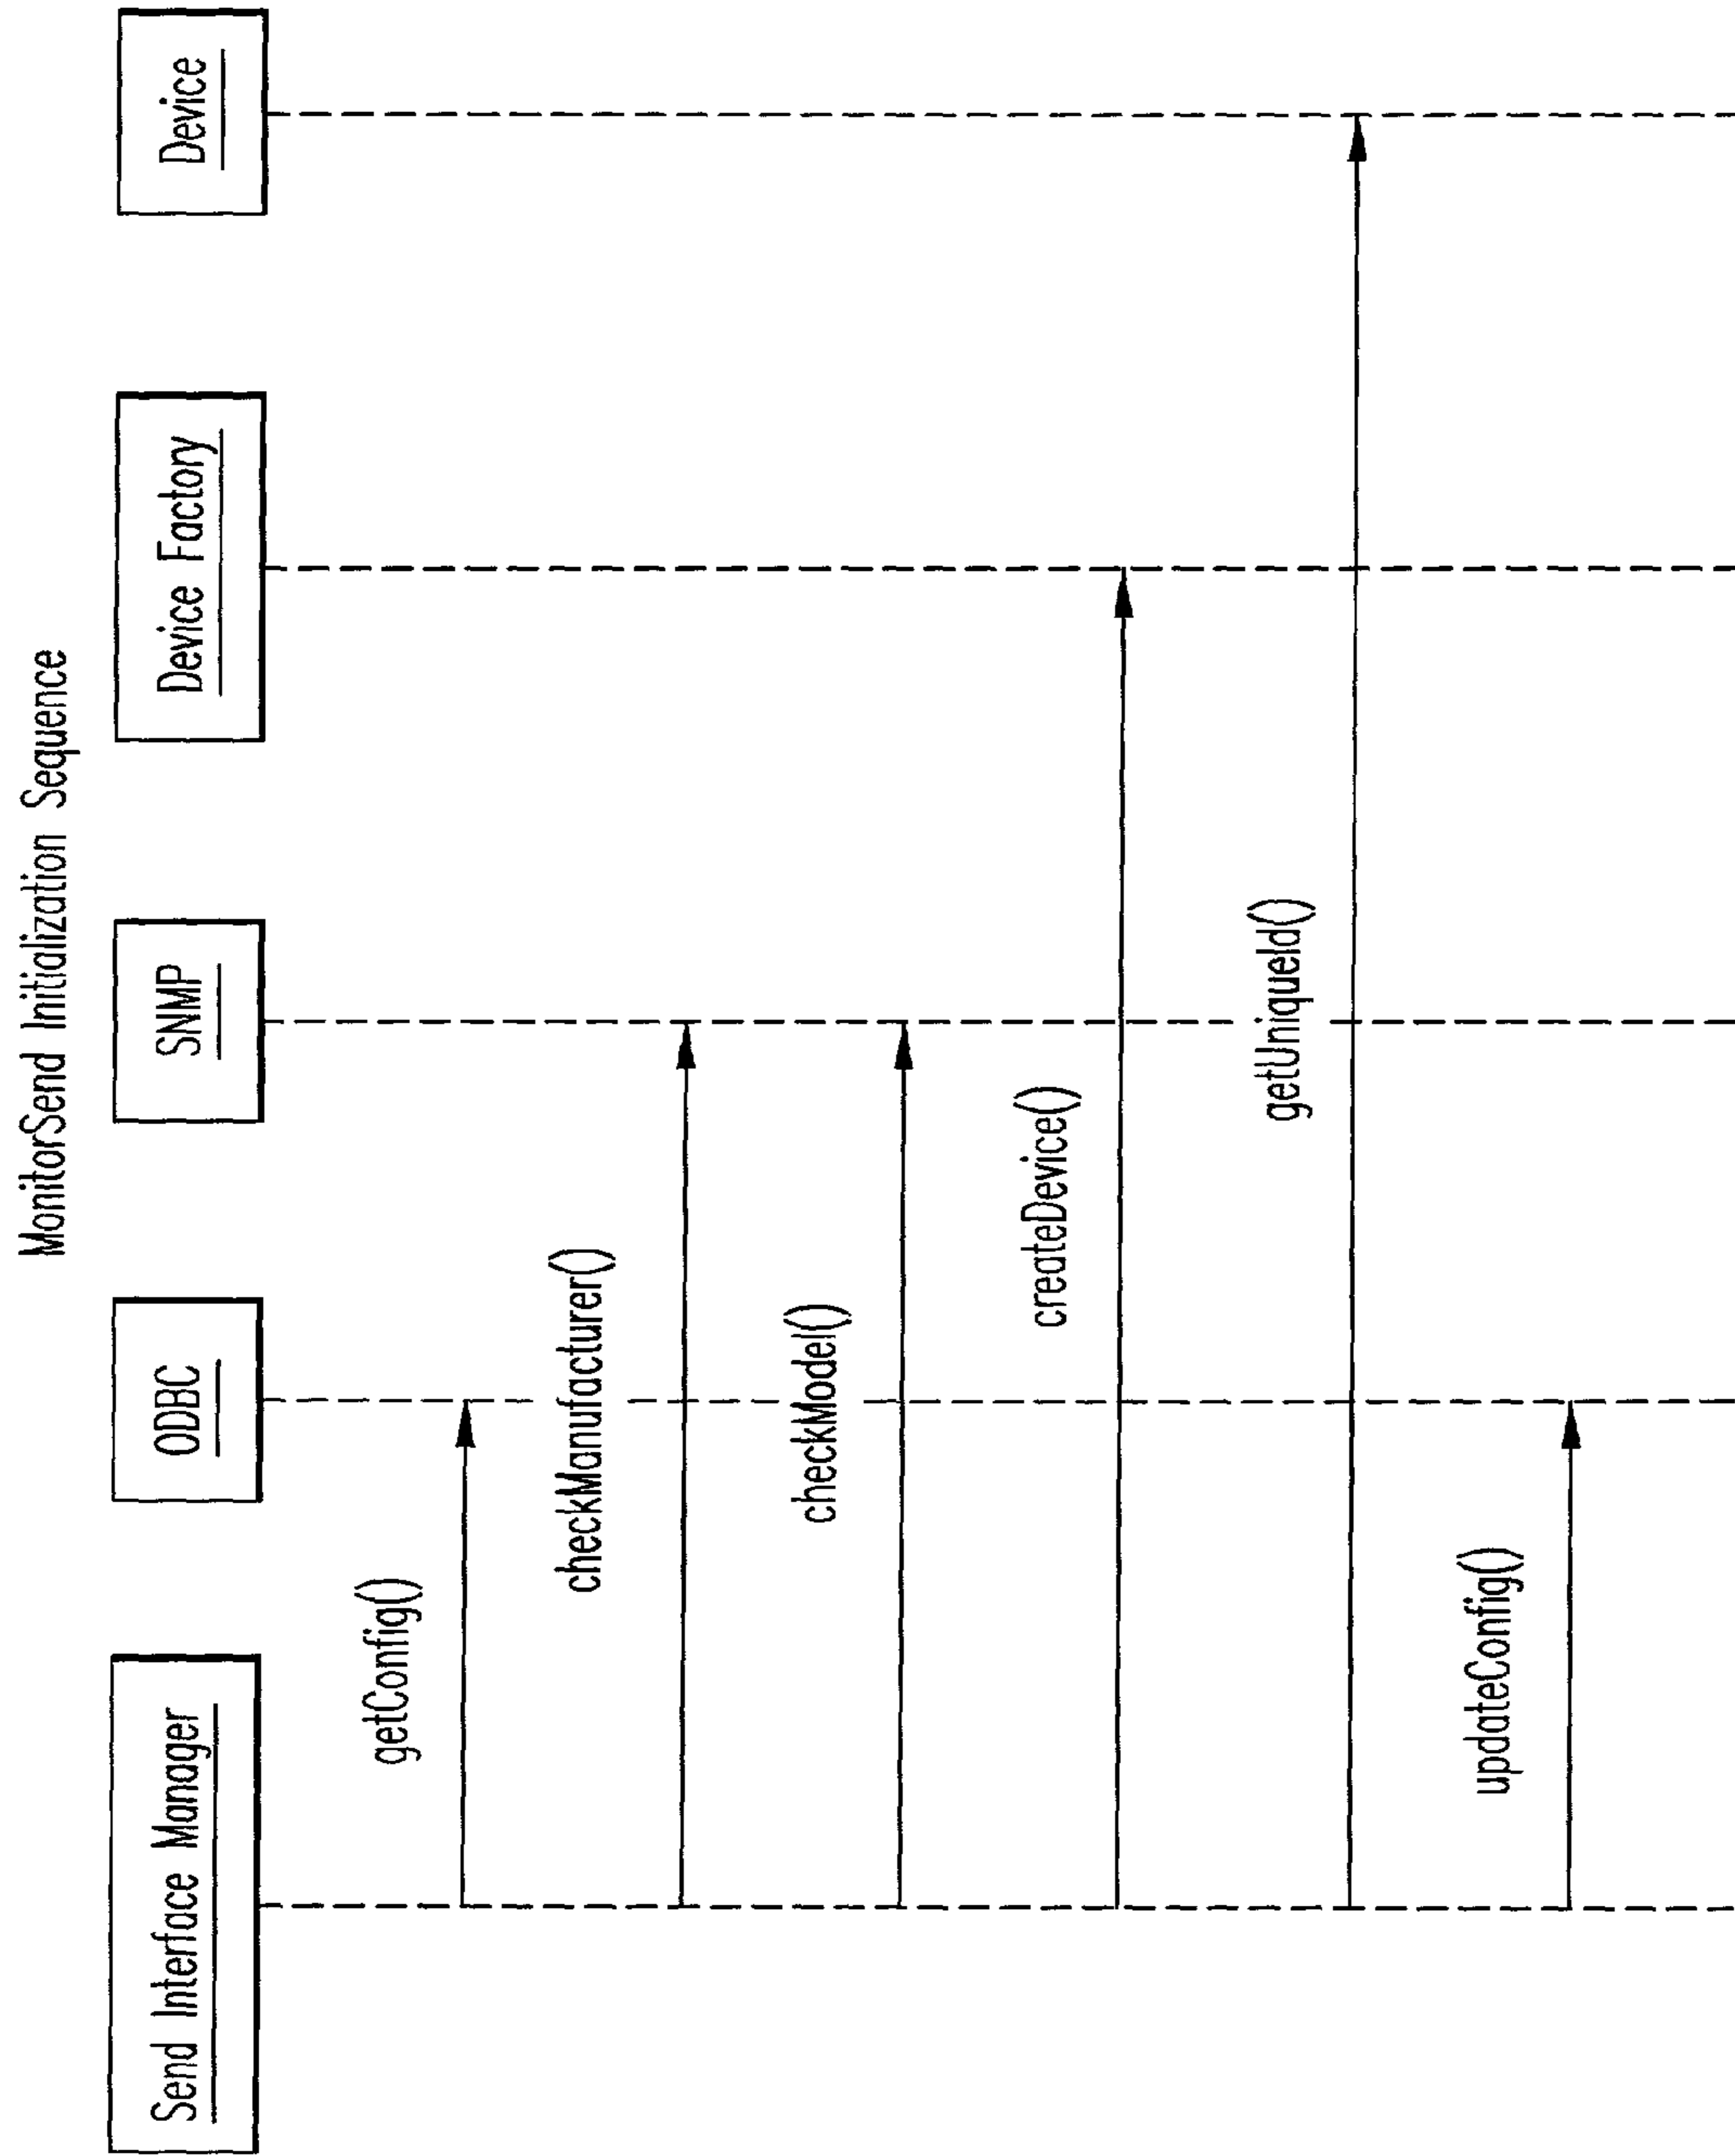 MonitorSend Initialization Sequence
Send Interface Manager
ODBC
SNMP
Device Factory
Device
getConfig()
checkManufacturer()
checkModel()
createDevice()
getUniqueId()
updateConfig()